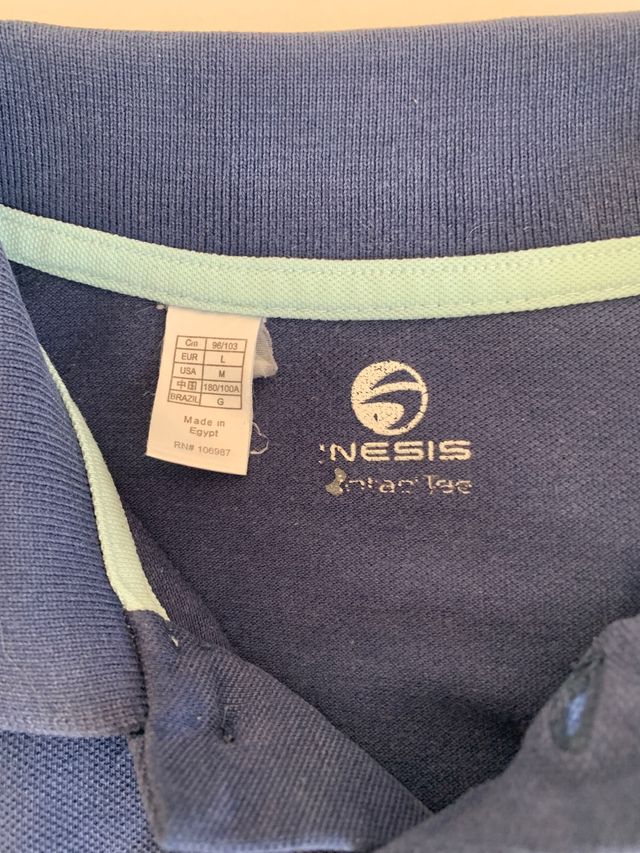 Cm 96/103
EUR L
USA M
中国 180/100A
BRAZIL G
Made in
Egypt
RN# 106987
INESIS